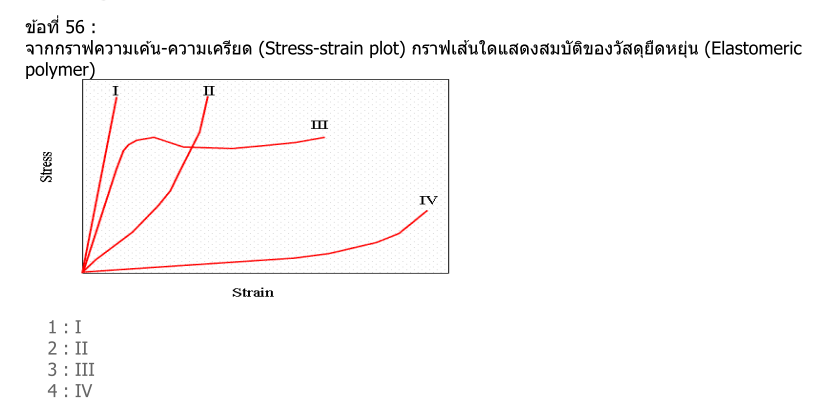 ข้อที่ 56 :
จากกราฟความเค้น-ความเครียด (Stress-strain plot) กราฟเส้นใดแสดงสมบัติของวัสดุยืดหยุ่น (Elastomeric
polymer)
I
II
III
IV
Stress
Strain
1 : I
2 : II
3 : III
4 : IV